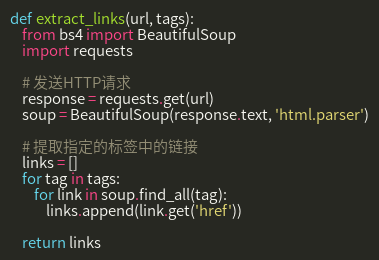 def extract_links(url, tags):
    from bs4 import BeautifulSoup
    import requests

    # 发送HTTP请求
    response = requests.get(url)
    soup = BeautifulSoup(response.text, 'html.parser')

    # 提取指定的标签中的链接
    links = []
    for tag in tags:
        for link in soup.find_all(tag):
            links.append(link.get('href'))

    return links